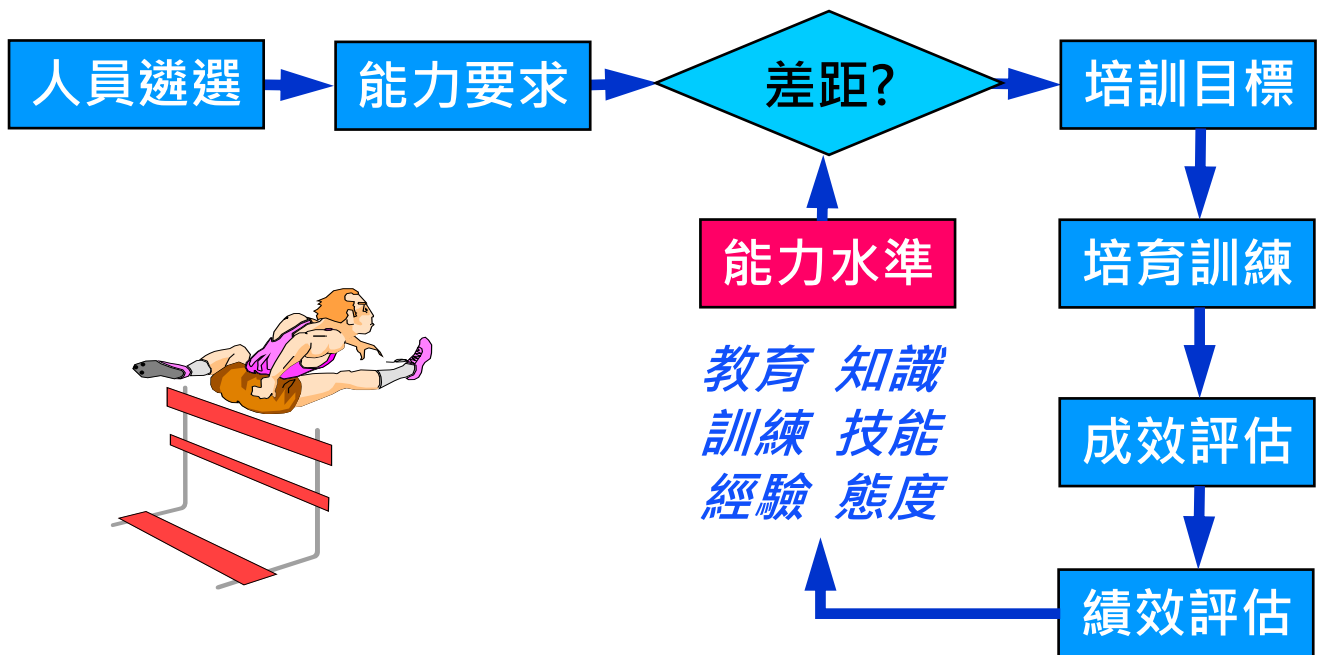 人員遴選
能力要求
差距?
培訓目標
能力水準
培育訓練
教育 知識
訓練 技能
經驗 態度
成效評估
績效評估